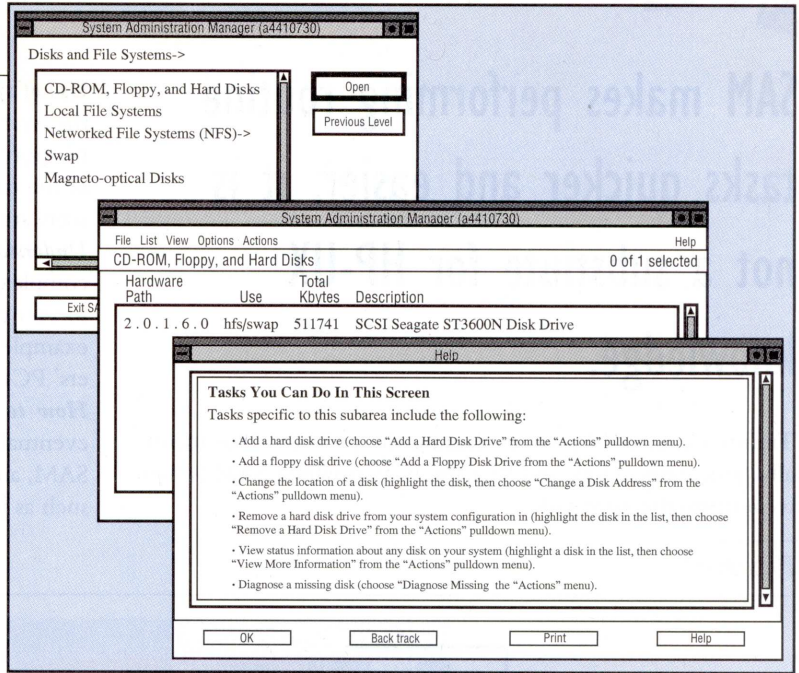 System Administration Manager (a4410730)
Disks and File Systems->
CD-ROM, Floppy, and Hard Disks
Local File Systems
Networked File Systems (NFS)->
Swap
Magneto-optical Disks
Open
Previous Level
Exit SA
System Administration Manager (a4410730)
File List View Options Actions Help
CD-ROM, Floppy, and Hard Disks 0 of 1 selected
Hardware Total
Path Use Kbytes Description
2.0.1.6.0 hfs/swap 511741 SCSI Seagate ST3600N Disk Drive
Help
Tasks You Can Do In This Screen
Tasks specific to this subarea include the following:
· Add a hard disk drive (choose “Add a Hard Disk Drive” from the “Actions” pulldown menu).
· Add a floppy disk drive (choose “Add a Floppy Disk Drive from the “Actions” pulldown menu).
· Change the location of a disk (highlight the disk, then choose “Change a Disk Address” from the
“Actions” pulldown menu).
· Remove a hard disk drive from your system configuration in (highlight the disk in the list, then choose
“Remove a Hard Disk Drive” from the “Actions” pulldown menu).
· View status information about any disk on your system (highlight a disk in the list, then choose
“View More Information” from the “Actions” pulldown menu).
· Diagnose a missing disk (choose “Diagnose Missing the “Actions” menu).
OK Back track Print Help